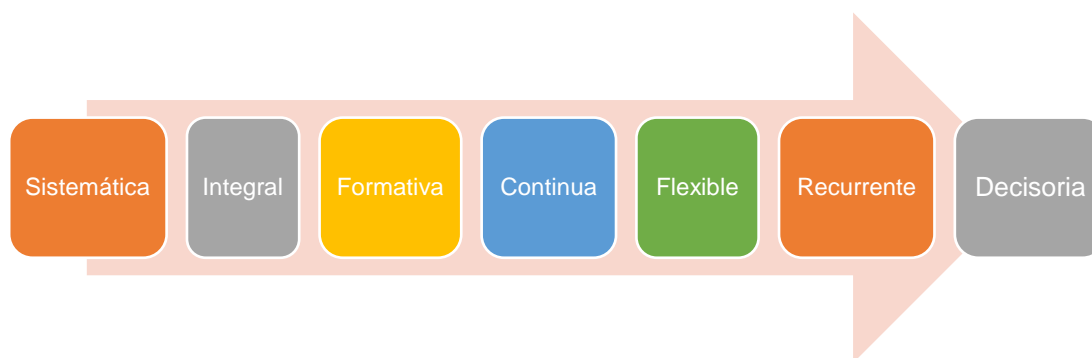 Sistemática
Integral
Formativa
Continua
Flexible
Recurrente
Decisoria